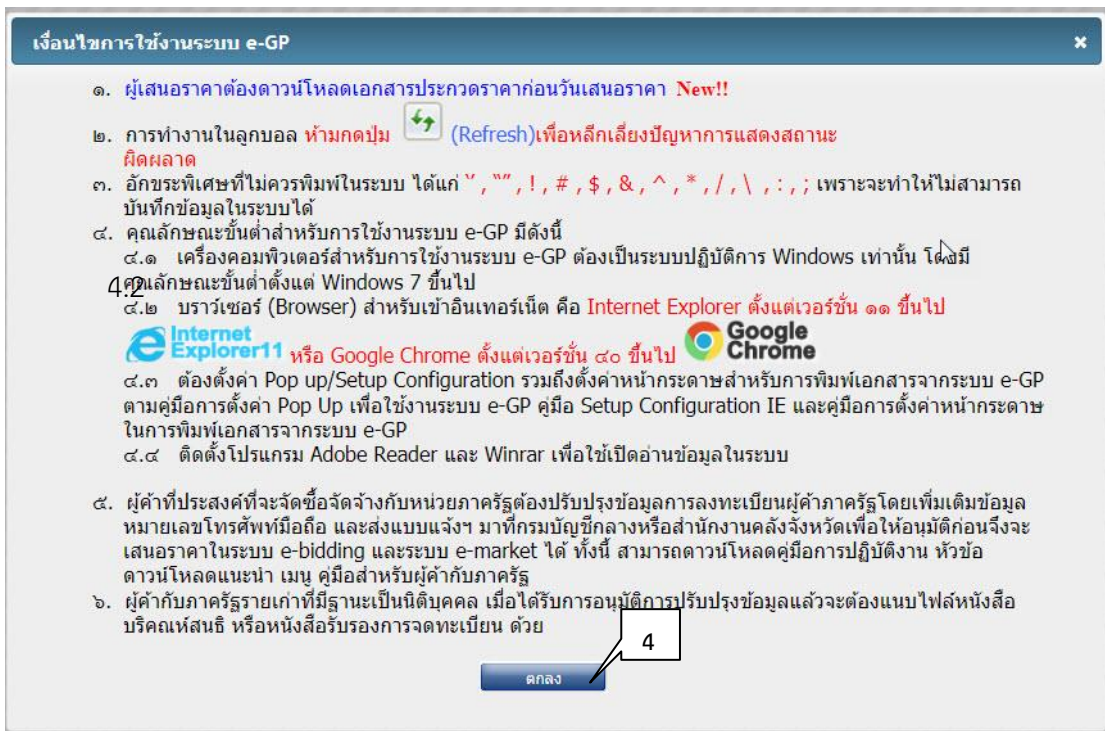 เงื่อนไขการใช้งานระบบ e-GP
๑. ผู้เสนอราคาต้องดาวน์โหลดเอกสารประกวดราคาก่อนวันเสนอราคา New!!
๒. การทำงานในลูกบอล ห้ามกดปุ่ม (Refresh)เพื่อหลีกเลี่ยงปัญหาการแสดงสถานะ
ผิดผลาด
๓. อักขระพิเศษที่ไม่ควรพิมพ์ในระบบ ได้แก่ , , ! , # , $ , & , ^ , * , / , \ , : , ; เพราะจะทำให้ไม่สามารถ
บันทึกข้อมูลในระบบได้
๔. คุณลักษณะขั้นต่ำสำหรับการใช้งานระบบ e-GP มีดังนี้
๔.๑ เครื่องคอมพิวเตอร์สำหรับการใช้งานระบบ e-GP ต้องเป็นระบบปฏิบัติการ Windows เท่านั้น โดยมี
4.2
คุณลักษณะขั้นต่ำตั้งแต่ Windows 7 ขึ้นไป
๔.๒ บราว์เซอร์ (Browser) สำหรับเข้าอินเทอร์เน็ต คือ Internet Explorer ตั้งแต่เวอร์ชั่น ๑๑ ขึ้นไป
Internet Explorer11 หรือ Google Chrome ตั้งแต่เวอร์ชั่น ๔๐ ขึ้นไป Google Chrome
๔.๓ ต้องตั้งค่า Pop up/Setup Configuration รวมถึงตั้งค่าหน้ากระดาษสำหรับการพิมพ์เอกสารจากระบบ e-GP
ตามคู่มือการตั้งค่า Pop Up เพื่อใช้งานระบบ e-GP คู่มือ Setup Configuration IE และคู่มือการตั้งค่าหน้ากระดาษ
ในการพิมพ์เอกสารจากระบบ e-GP
๔.๔ ติดตั้งโปรแกรม Adobe Reader และ Winrar เพื่อใช้เปิดอ่านข้อมูลในระบบ
๕. ผู้ค้าที่ประสงค์ที่จะจัดซื้อจัดจ้างกับหน่วยภาครัฐต้องปรับปรุงข้อมูลการลงทะเบียนผู้ค้าภาครัฐโดยเพิ่มเติมข้อมูล
หมายเลขโทรศัพท์มือถือ และส่งแบบแจ้งฯ มาที่กรมบัญชีกลางหรือสำนักงานคลังจังหวัดเพื่อให้อนุมัติก่อนจึงจะ
เสนอราคาในระบบ e-bidding และระบบ e-market ได้ ทั้งนี้ สามารถดาวน์โหลดคู่มือการปฏิบัติงาน หัวข้อ
ดาวน์โหลดแนะนำ เมนู คู่มือสำหรับผู้ค้ากับภาครัฐ
๖. ผู้ค้ากับภาครัฐรายเก่าที่มีฐานะเป็นนิติบุคคล เมื่อได้รับการอนุมัติการปรับปรุงข้อมูลแล้วจะต้องแนบไฟล์หนังสือ
บริคณห์สนธิ หรือหนังสือรับรองการจดทะเบียน ด้วย
4
ตกลง